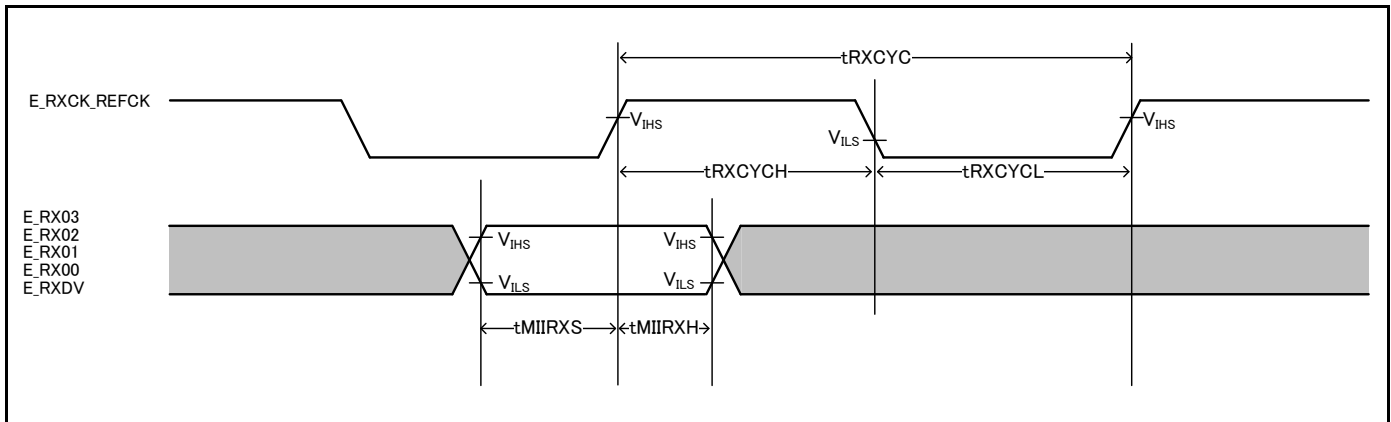 tRXCYC
E_RXCK_REFCK
VIHS
VILS
VIHS
tRXCYCH
tRXCYCL
E_RX03
E_RX02
E_RX01
E_RX00
E_RXDV
VIHS
VIHS
VILS
VILS
tMIIRXS
tMIIRXH